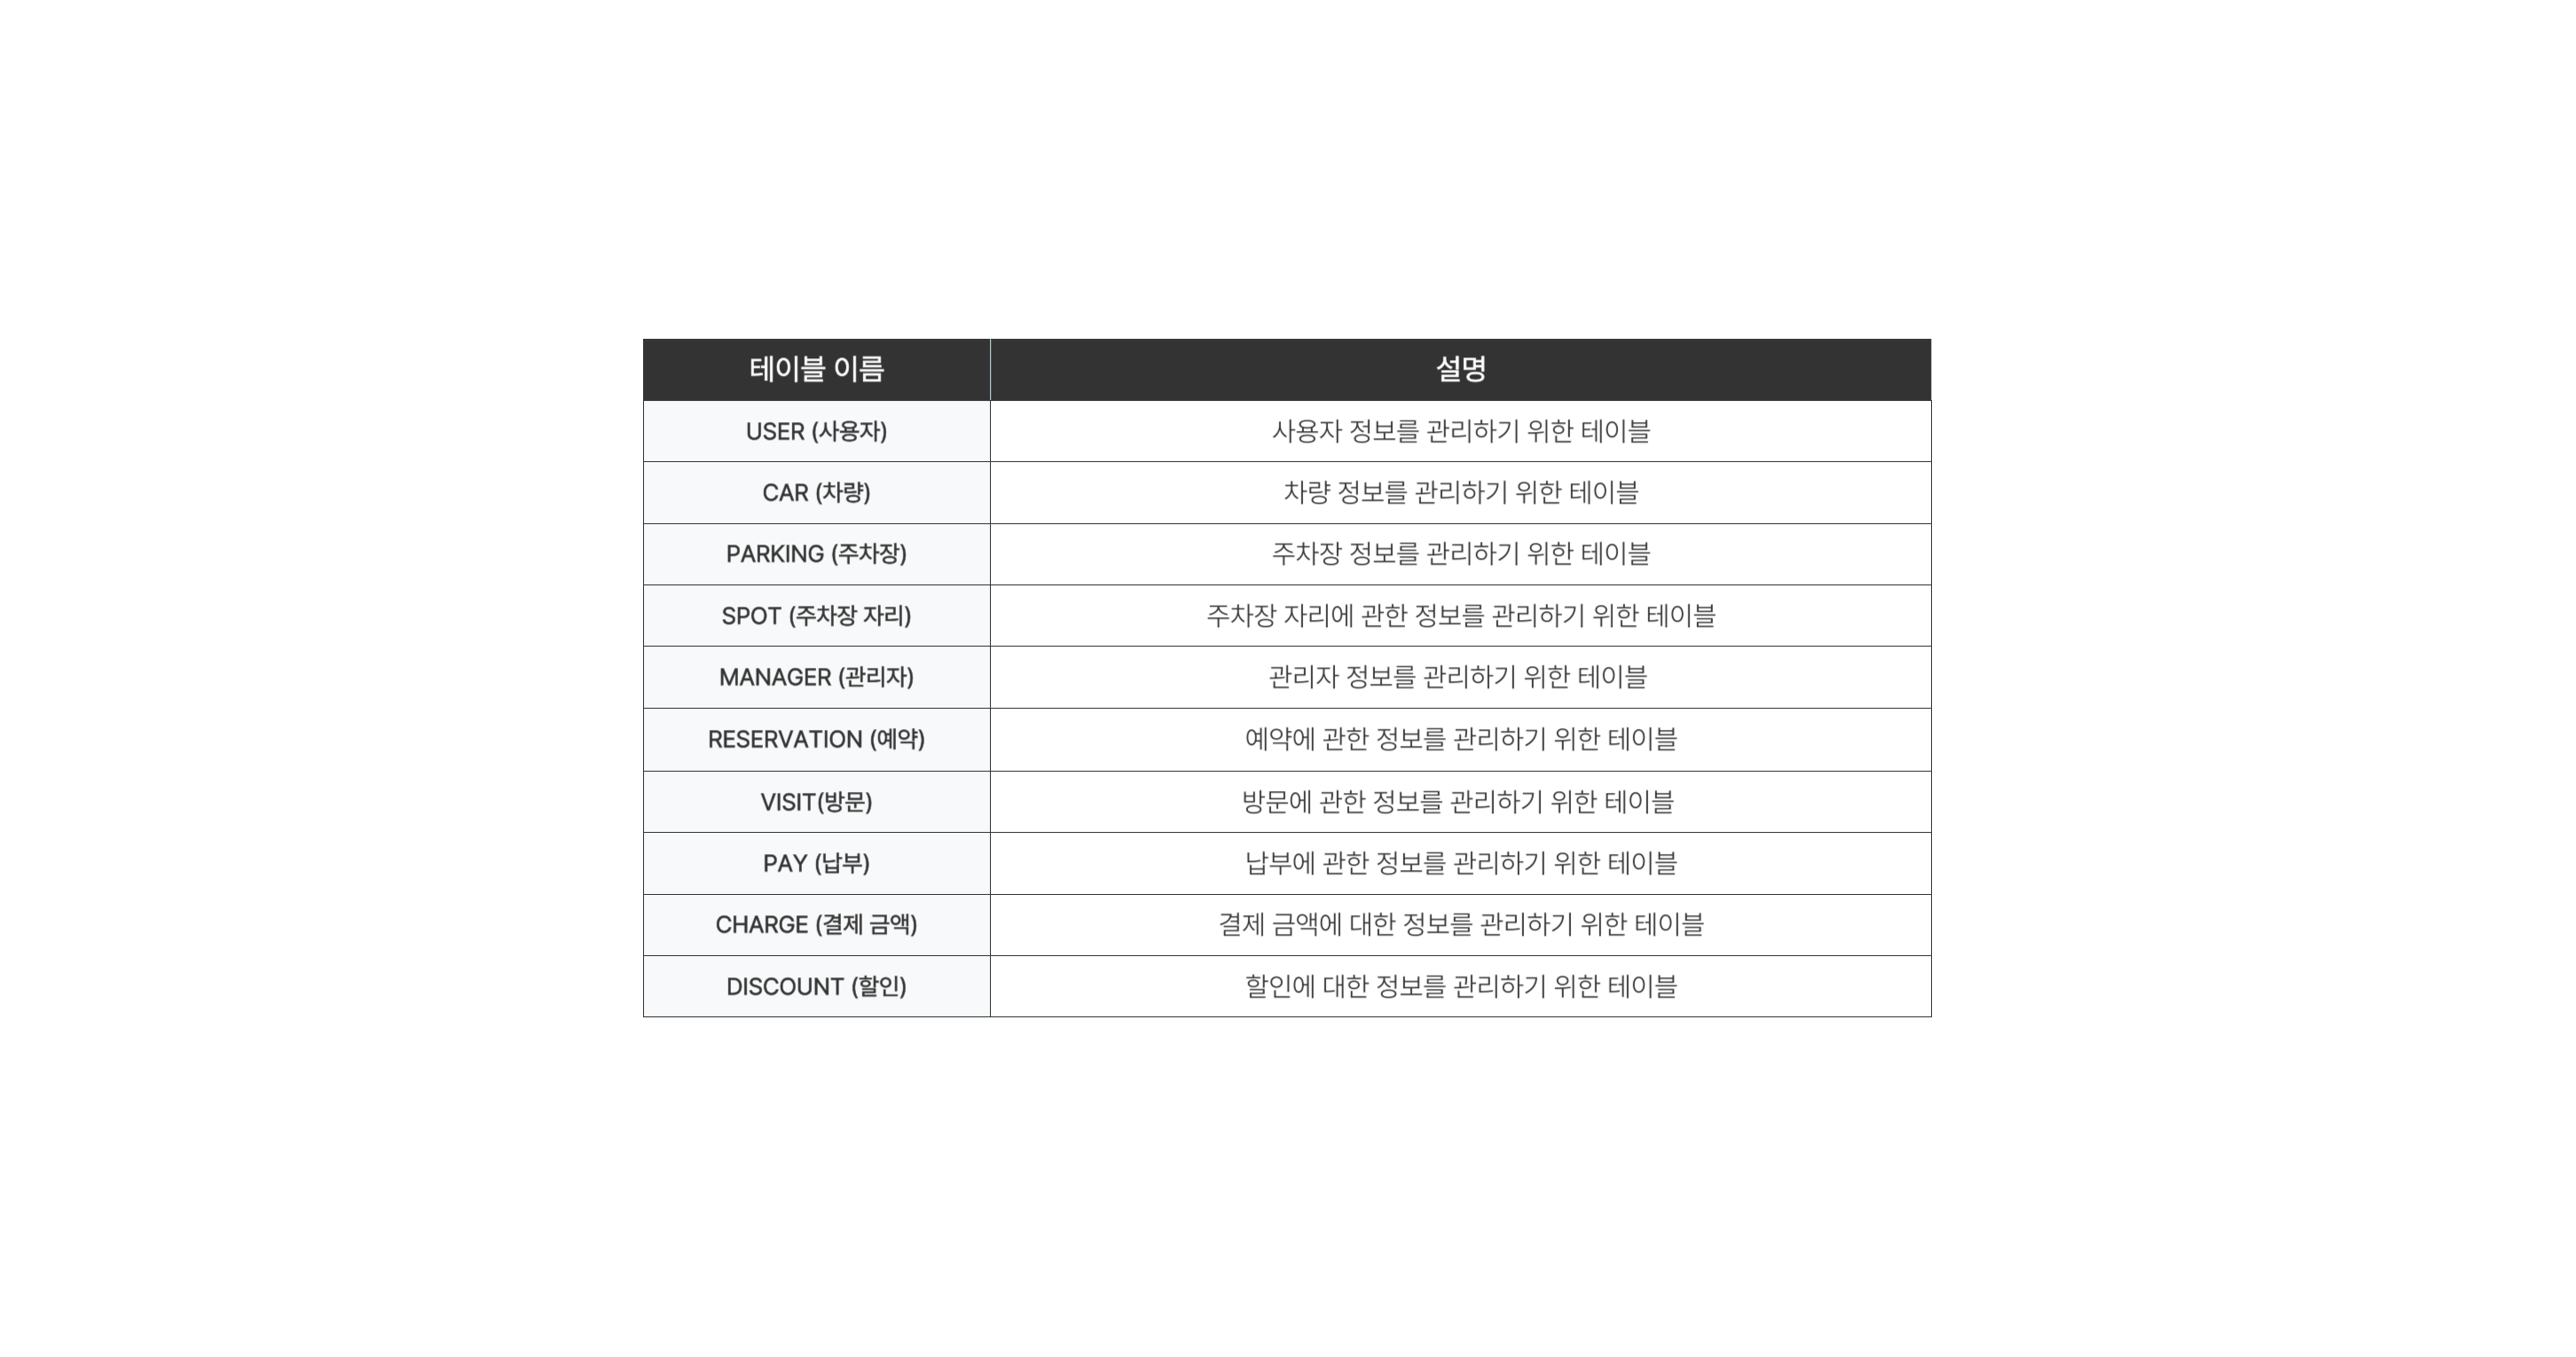 테이블 이름 설명
USER (사용자) 사용자 정보를 관리하기 위한 테이블
CAR (차량) 차량 정보를 관리하기 위한 테이블
PARKING (주차장) 주차장 정보를 관리하기 위한 테이블
SPOT (주차장 자리) 주차장 자리에 관한 정보를 관리하기 위한 테이블
MANAGER (관리자) 관리자 정보를 관리하기 위한 테이블
RESERVATION (예약) 예약에 관한 정보를 관리하기 위한 테이블
VISIT(방문) 방문에 관한 정보를 관리하기 위한 테이블
PAY (납부) 납부에 관한 정보를 관리하기 위한 테이블
CHARGE (결제 금액) 결제 금액에 대한 정보를 관리하기 위한 테이블
DISCOUNT (할인) 할인에 대한 정보를 관리하기 위한 테이블